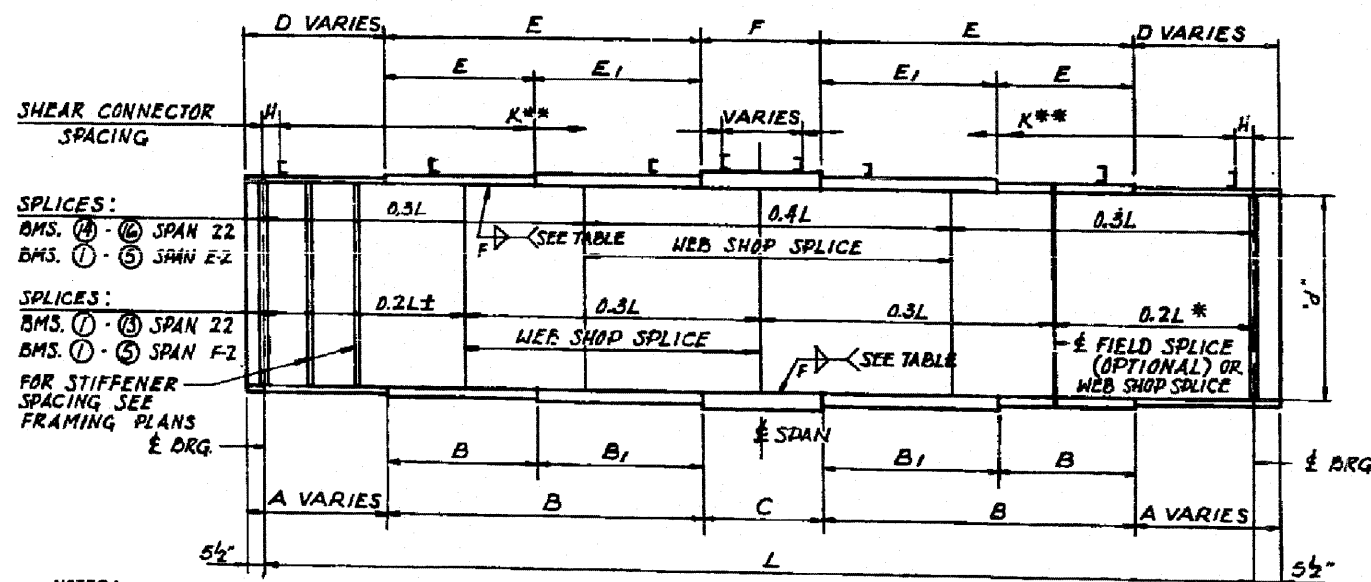 D VARIES E F E D VARIES
E E₁ E₁ E
SHEAR CONNECTOR H K** VARIES K** H
SPACING
SPLICES: 0.3L 0.4L 0.3L
BMS. ⑭ - ⑯ SPAN 22 F SEE TABLE WEB SHOP SPLICE
BMS. ① - ⑤ SPAN E-2 "d"
SPLICES: 0.2L± 0.3L 0.3L 0.2L*
BMS. ① - ⑬ SPAN 22 WEB SHOP SPLICE ℄ FIELD SPLICE
BMS. ① - ⑤ SPAN F-2 F SEE TABLE (OPTIONAL) OR
FOR STIFFENER WEB SHOP SPLICE
SPACING SEE
FRAMING PLANS
℄ BRG. ℄ SPAN
B B₁ B₁ B ℄ BRG
A VARIES B C B A VARIES
5½" L 5½"